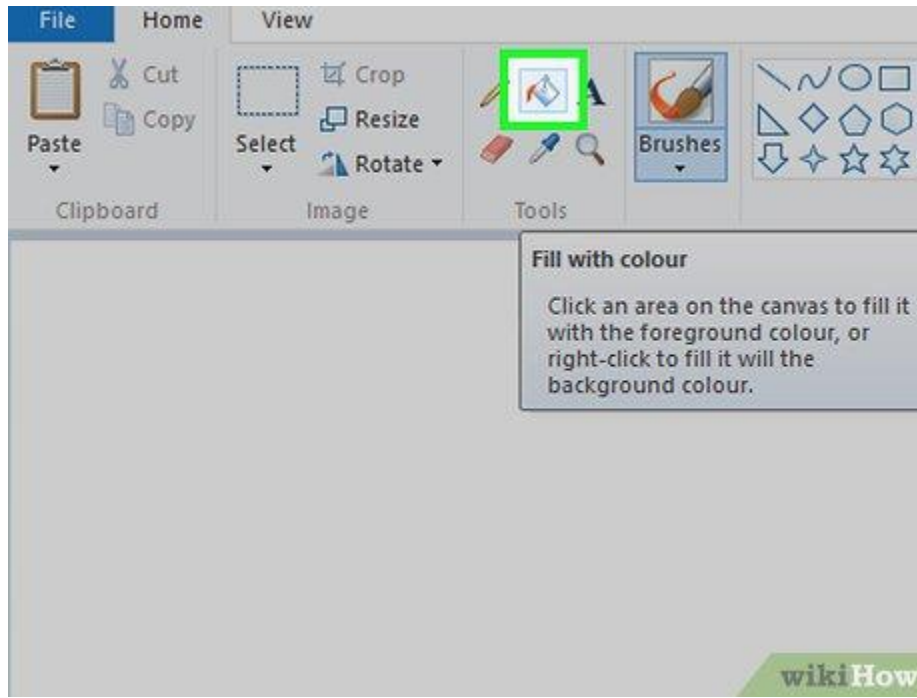 File Home View
Cut
Crop
Copy
Resize
Paste
Select
Rotate
Brushes
Clipboard
Image
Tools
A
Fill with colour
Click an area on the canvas to fill it
with the foreground colour, or
right-click to fill it will the
background colour.
wikiHow